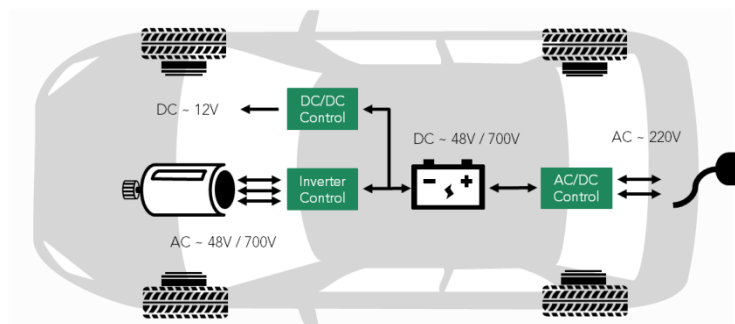 DC ~ 12V
DC/DC
Control
DC ~ 48V / 700V
AC ~ 220V
Inverter
Control
AC/DC
Control
AC ~ 48V / 700V